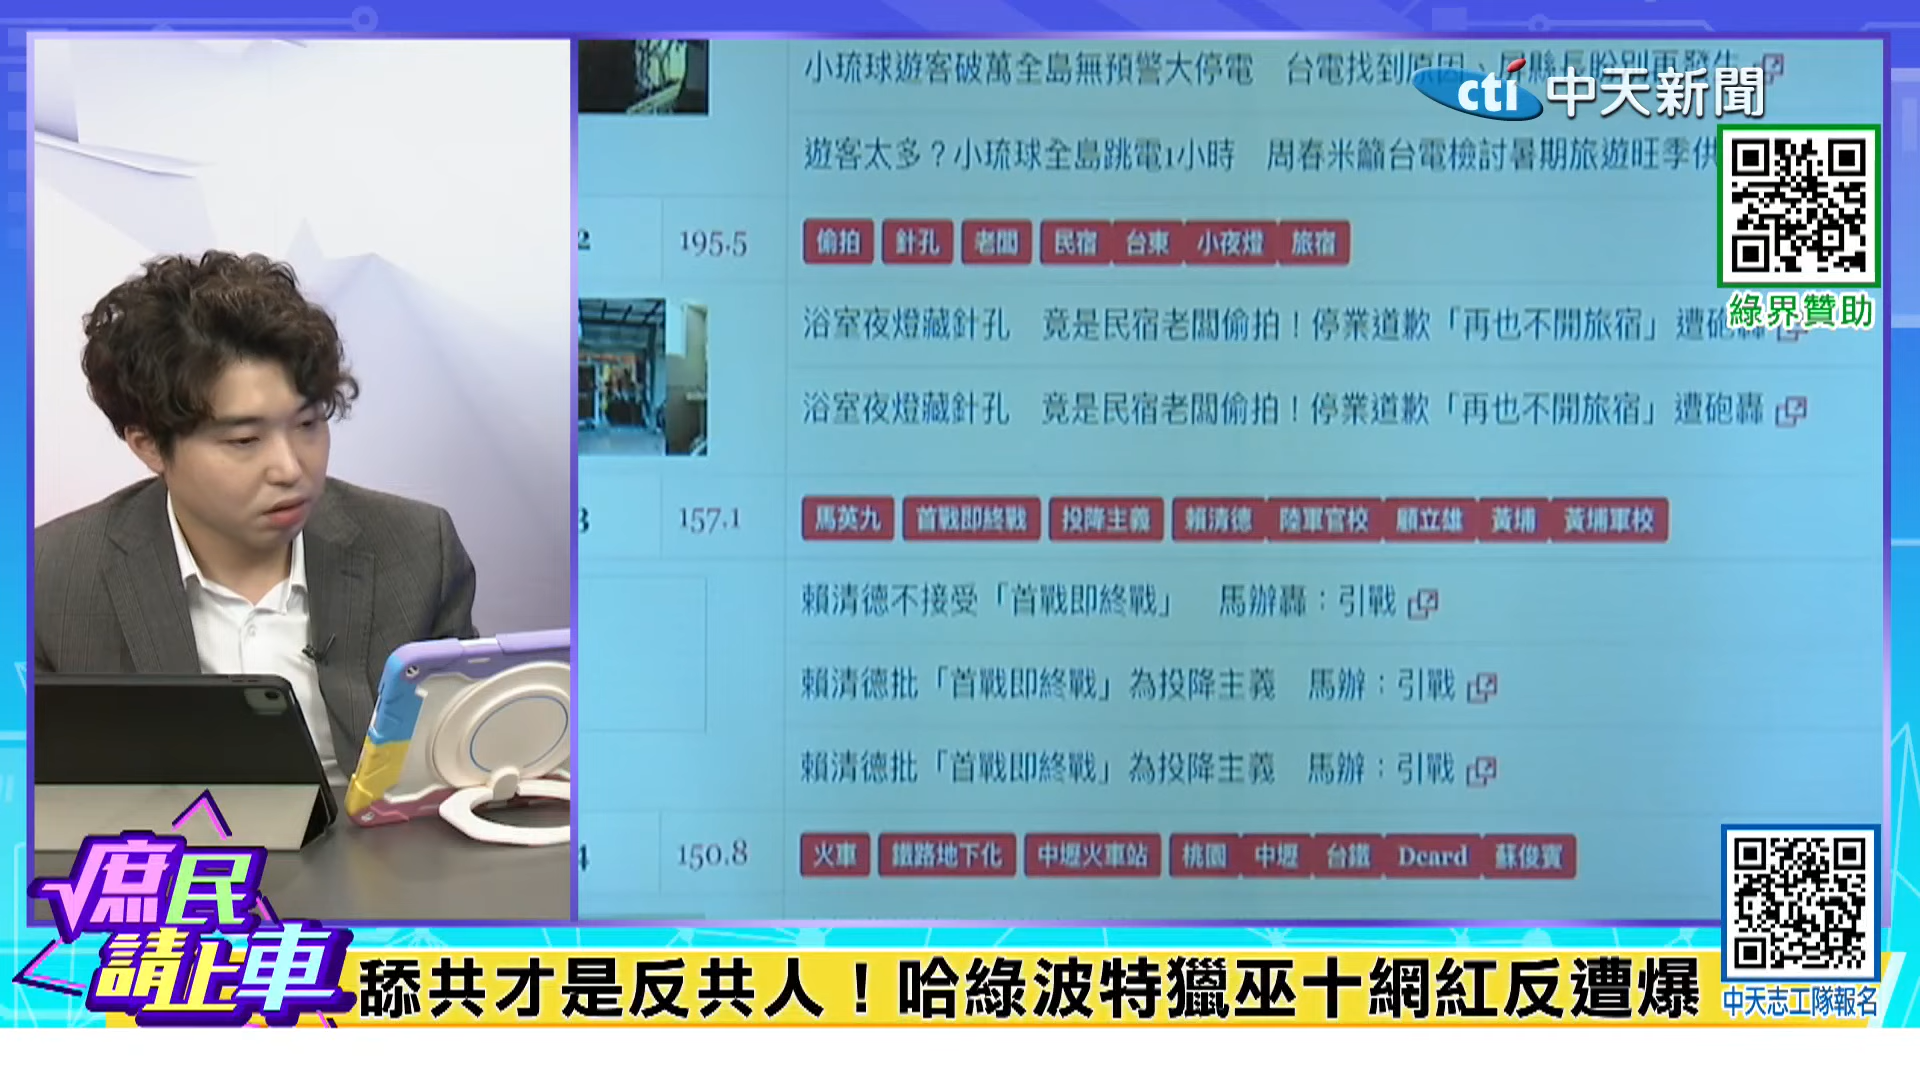 小琉球遊客破萬全島無預警大停電 台電找到原因、屏縣長盼別再發生
cti 中天新聞
遊客太多？小琉球全島跳電1小時 周春米籲台電檢討暑期旅遊旺季供
2 195.5 偷拍 針孔 老闆 民宿 台東 小夜燈 旅宿
綠界贊助
浴室夜燈藏針孔 竟是民宿老闆偷拍！停業道歉「再也不開旅宿」遭砲轟
浴室夜燈藏針孔 竟是民宿老闆偷拍！停業道歉「再也不開旅宿」遭砲轟
3 157.1 馬英九 首戰即終戰 投降主義 賴清德 陸軍官校 顧立雄 黃埔 黃埔軍校
賴清德不接受「首戰即終戰」 馬辦轟：引戰
賴清德批「首戰即終戰」為投降主義 馬辦：引戰
賴清德批「首戰即終戰」為投降主義 馬辦：引戰
4 150.8 火車 鐵路地下化 中壢火車站 桃園 中壢 台鐵 Dcard 蘇俊賓
庶民
請上車
舔共才是反共人！哈綠波特獵巫十網紅反遭爆
中天志工隊報名